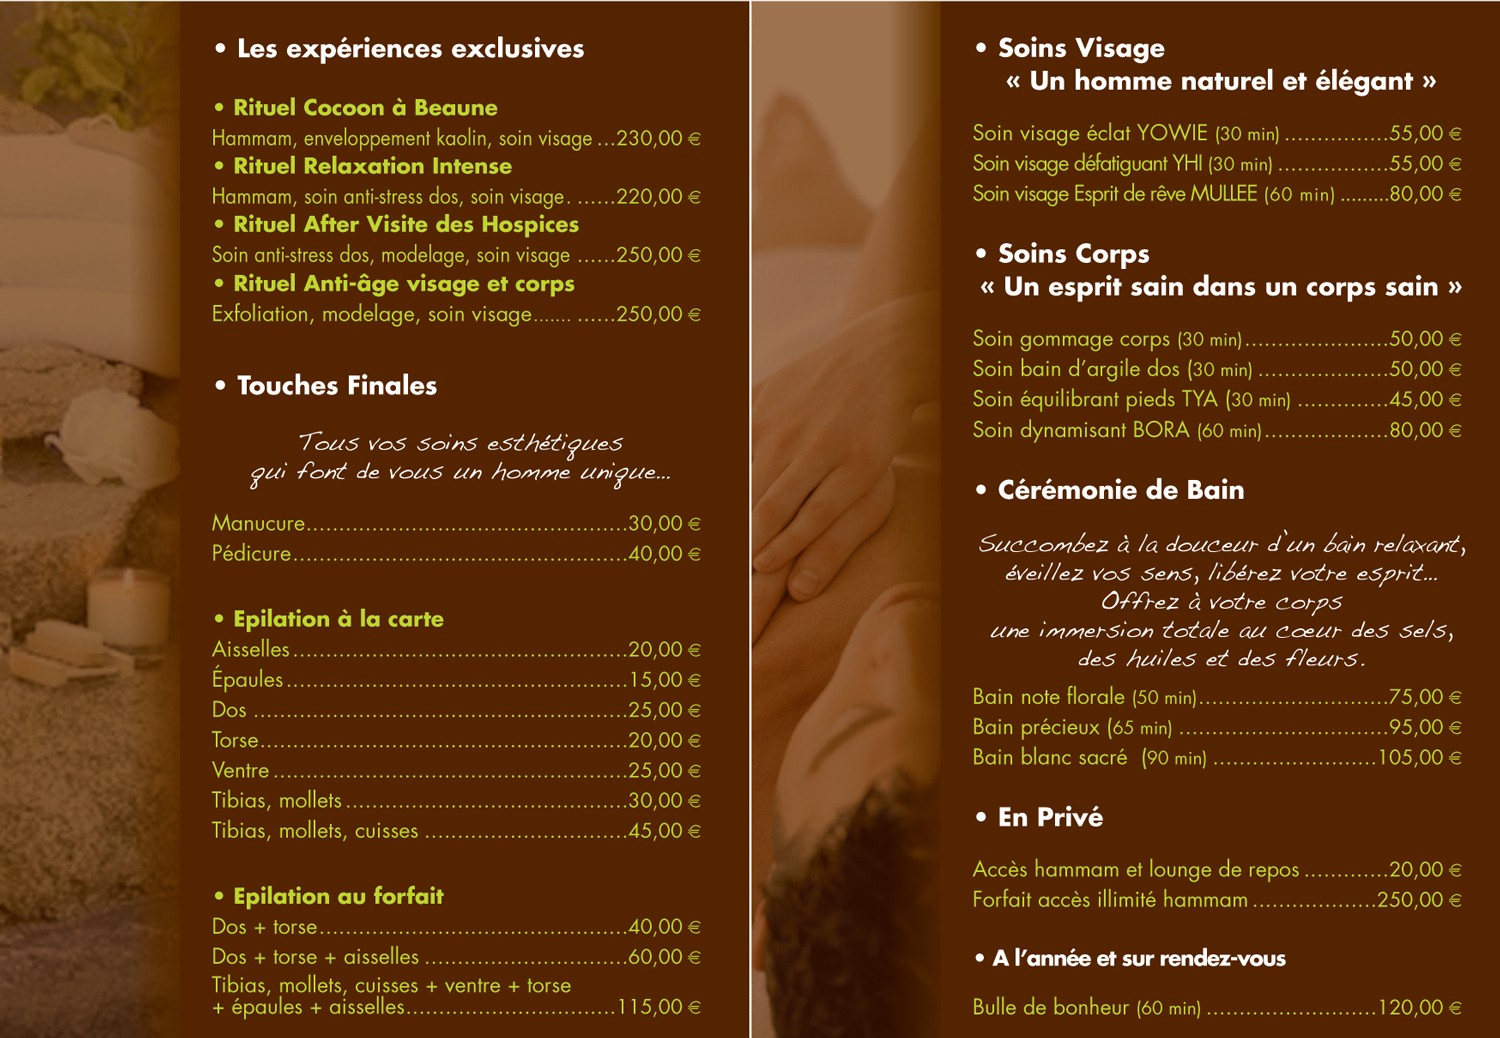 • Les expériences exclusives
• Rituel Cocoon à Beaune
Hammam, enveloppement kaolin, soin visage ...230,00 €
• Rituel Relaxation Intense
Hammam, soin anti-stress dos, soin visage. ......220,00 €
• Rituel After Visite des Hospices
Soin anti-stress dos, modelage, soin visage ......250,00 €
• Rituel Anti-âge visage et corps
Exfoliation, modelage, soin visage....... ......250,00 €
• Touches Finales
Tous vos soins esthétiques
qui font de vous un homme unique...
Manucure.................................................30,00 €
Pédicure...................................................40,00 €
• Epilation à la carte
Aisselles...................................................20,00 €
Épaules....................................................15,00 €
Dos .........................................................25,00 €
Torse........................................................20,00 €
Ventre ......................................................25,00 €
Tibias, mollets...........................................30,00 €
Tibias, mollets, cuisses ...............................45,00 €
• Epilation au forfait
Dos + torse...............................................40,00 €
Dos + torse + aisselles ...............................60,00 €
Tibias, mollets, cuisses + ventre + torse
+ épaules + aisselles................................115,00 €
• Soins Visage
« Un homme naturel et élégant »
Soin visage éclat YOWIE (30 min)................55,00 €
Soin visage défatiguant YHI (30 min) .................55,00 €
Soin visage Esprit de rêve MULLEE (60 min) .........80,00 €
• Soins Corps
« Un esprit sain dans un corps sain »
Soin gommage corps (30 min)......................50,00 €
Soin bain d'argile dos (30 min) ....................50,00 €
Soin équilibrant pieds TYA (30 min) ..............45,00 €
Soin dynamisant BORA (60 min)...................80,00 €
• Cérémonie de Bain
Succombez à la douceur d'un bain relaxant,
éveillez vos sens, libérez votre esprit...
Offrez à votre corps
une immersion totale au cœur des sels,
des huiles et des fleurs.
Bain note florale (50 min).............................75,00 €
Bain précieux (65 min) ................................95,00 €
Bain blanc sacré (90 min) .........................105,00 €
• En Privé
Accès hammam et lounge de repos .............20,00 €
Forfait accès illimité hammam ...................250,00 €
• A l'année et sur rendez-vous
Bulle de bonheur (60 min) ..........................120,00 €